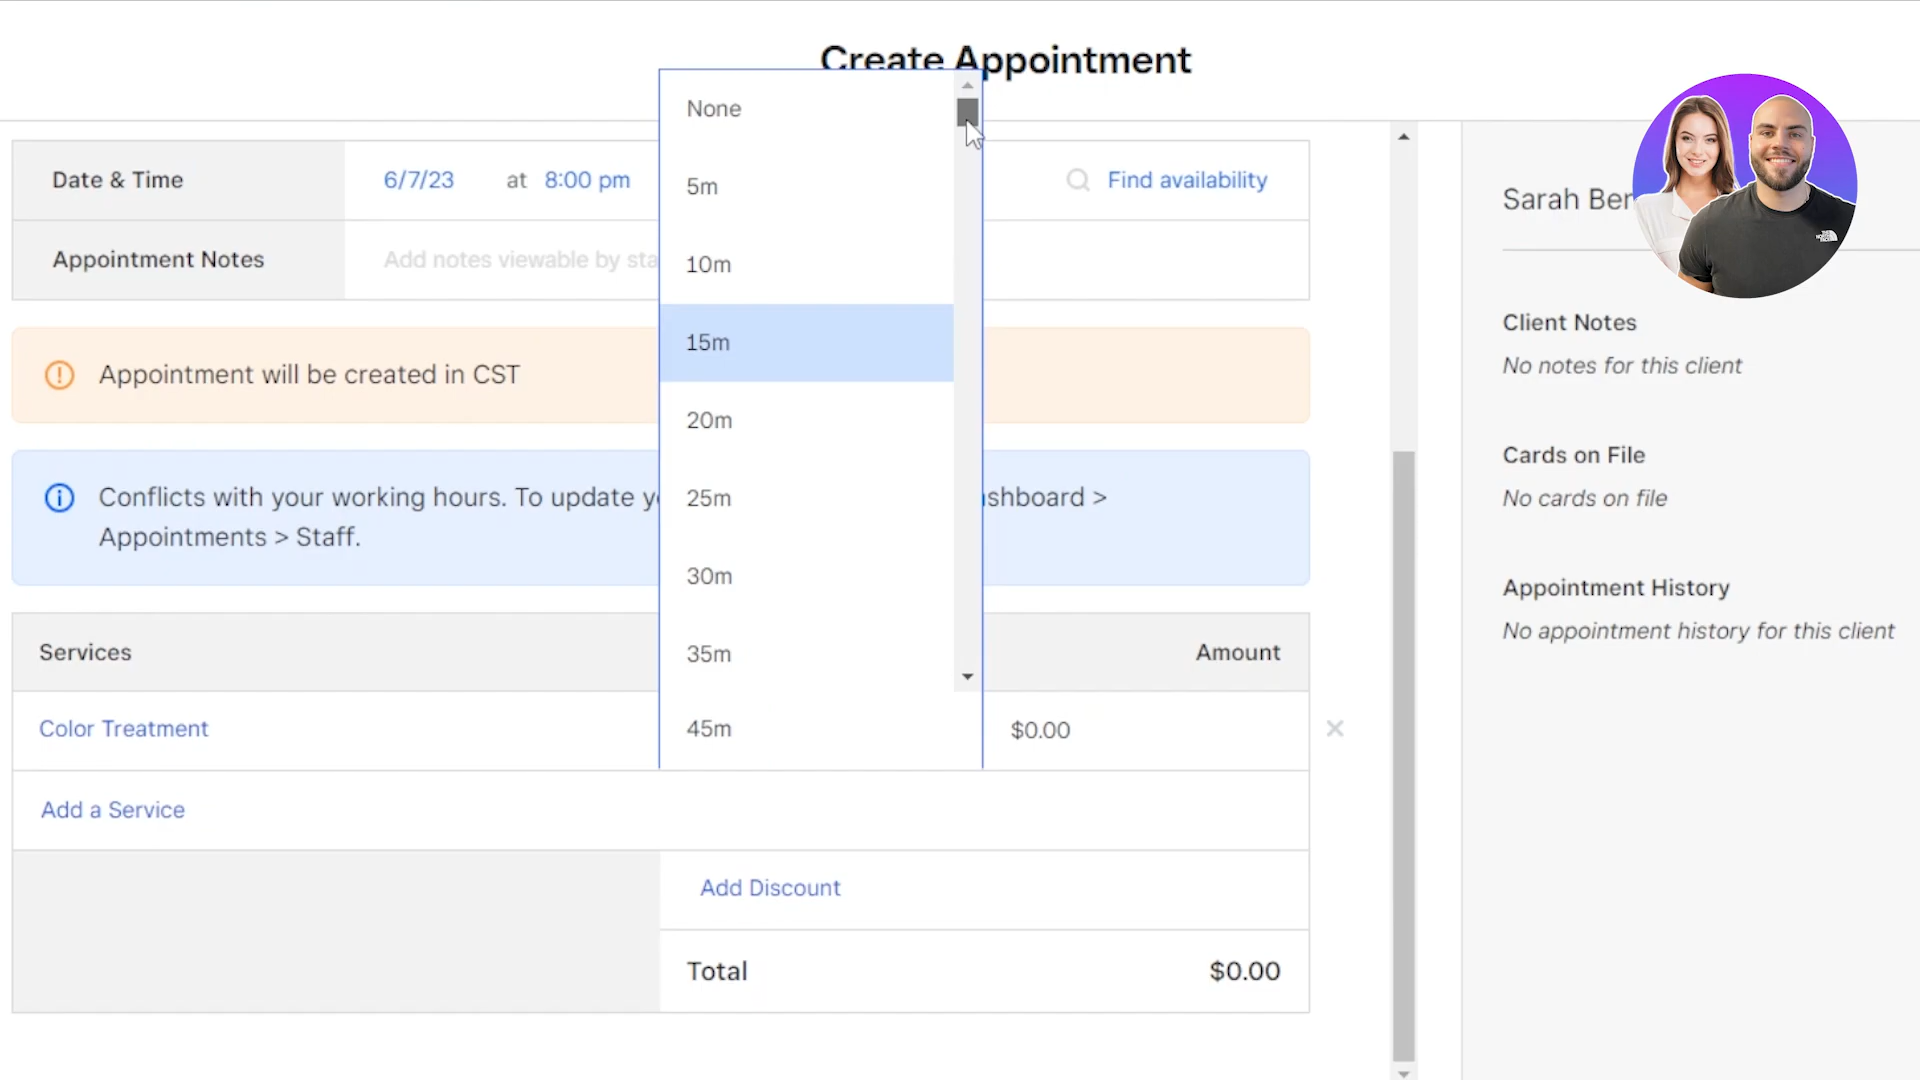 Create Appointment
None
Date & Time
6/7/23 at 8:00 pm
5m
Find availability
Appointment Notes
Add notes viewable by sta
10m
15m
Appointment will be created in CST
20m
Conflicts with your working hours. To update y
shboard >
Appointments > Staff.
25m
30m
35m
Services
Amount
Color Treatment
45m
$0.00
Add a Service
Add Discount
Total
$0.00
Sarah Ber
Client Notes
No notes for this client
Cards on File
No cards on file
Appointment History
No appointment history for this client